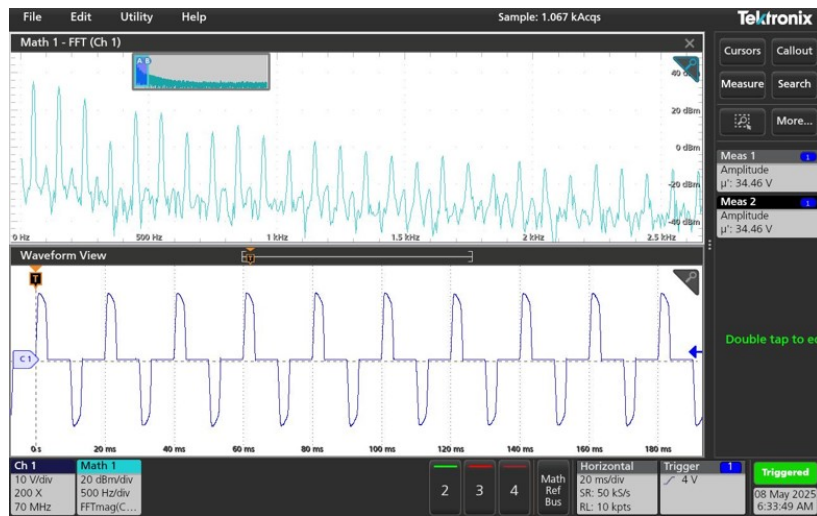 File Edit Utility Help Sample: 1.067 kAcqs Tektronix
Math 1 - FFT (Ch 1)
A B
40 dBm
20 dBm
0 dBm
-20 dBm
-40 dBm
0 Hz 500 Hz 1 kHz 1.5 kHz 2 kHz 2.5 kHz
Waveform View
T
T
C 1
0 s 20 ms 40 ms 60 ms 80 ms 100 ms 120 ms 140 ms 160 ms 180 ms
Cursors Callout
Measure Search
More...
Meas 1 1
Amplitude
µ': 34.46 V
Meas 2 1
Amplitude
µ': 34.46 V
Double tap to
Ch 1
10 V/div
200 X
70 MHz
Math 1
20 dBm/div
500 Hz/div
FFTmag(C...
2 3 4
Math
Ref
Bus
Horizontal
20 ms/div
SR: 50 kS/s
RL: 10 kpts
Trigger 1
4 V
Triggered
08 May 2025
6:33:49 AM